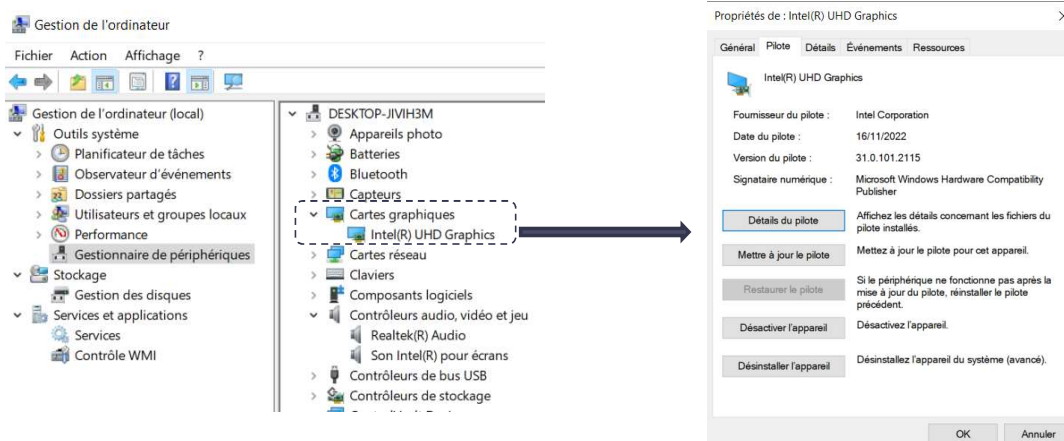 Gestion de l'ordinateur
Fichier Action Affichage ?
Gestion de l'ordinateur (local)
Outils système
Planificateur de tâches
Observateur d'événements
Dossiers partagés
Utilisateurs et groupes locaux
Performance
Gestionnaire de périphériques
Stockage
Gestion des disques
Services et applications
Services
Contrôle WMI
DESKTOP-JIVIH3M
Appareils photo
Batteries
Bluetooth
Capteurs
Cartes graphiques
Intel(R) UHD Graphics
Cartes réseau
Claviers
Composants logiciels
Contrôleurs audio, vidéo et jeu
Realtek(R) Audio
Son Intel(R) pour écrans
Contrôleurs de bus USB
Contrôleurs de stockage
Propriétés de : Intel(R) UHD Graphics
Général Pilote Détails Événements Ressources
Intel(R) UHD Graphics
Fournisseur du pilote : Intel Corporation
Date du pilote : 16/11/2022
Version du pilote : 31.0.101.2115
Signataire numérique : Microsoft Windows Hardware Compatibility
Publisher
Détails du pilote Affichez les détails concernant les fichiers du
pilote installés.
Mettre à jour le pilote Mettez à jour le pilote pour cet appareil.
Restaurer le pilote Si le périphérique ne fonctionne pas après la
mise à jour du pilote, réinstaller le pilote
précédent.
Désactiver l'appareil Désactivez l'appareil.
Désinstaller l'appareil Désinstallez l'appareil du système (avancé).
OK Annuler